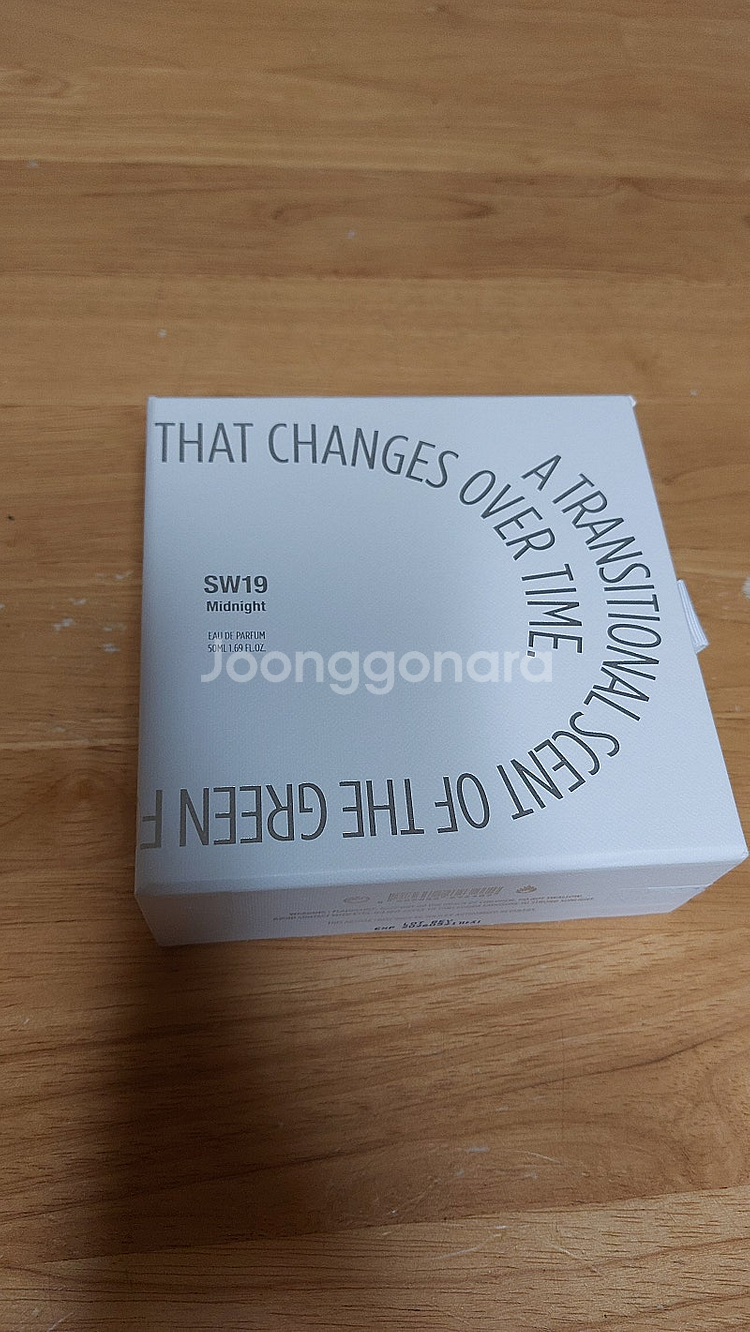 A TRANSITIONAL SCENT OF THE GREEN F
THAT CHANGES OVER TIME.
SW19
Midnight
EAU DE PARFUM
50ML 1.69 FL.OZ.
Joonggonara